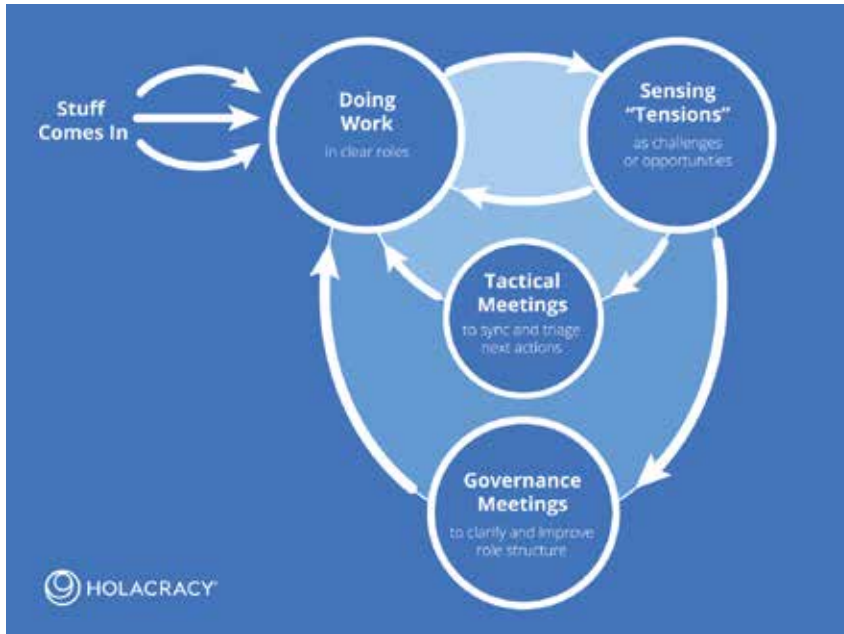 Stuff
Comes In
Doing
Work
in clear roles
Sensing
"Tensions"
as challenges
or opportunities
Tactical
Meetings
to sync and triage
next actions
Governance
Meetings
to clarify and improve
role structure
HOLACRACY®